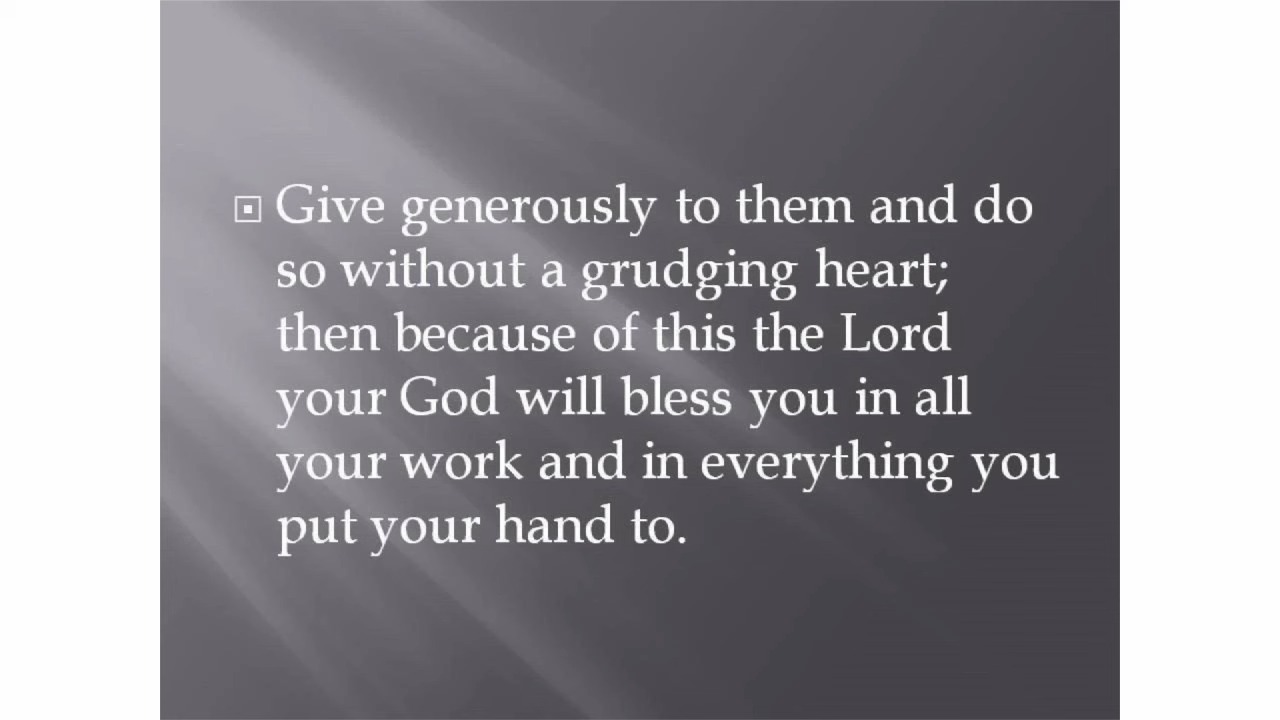 Give generously to them and do
so without a grudging heart;
then because of this the Lord
your God will bless you in all
your work and in everything you
put your hand to.